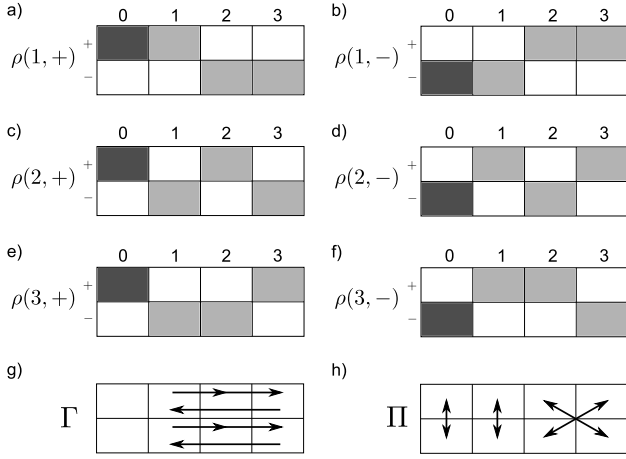 a) b)
0 1 2 3 0 1 2 3
+ +
ρ(1, +) ρ(1, −)
− −
c) d)
0 1 2 3 0 1 2 3
+ +
ρ(2, +) ρ(2, −)
− −
e) f)
0 1 2 3 0 1 2 3
+ +
ρ(3, +) ρ(3, −)
− −
g) h)
Γ Π